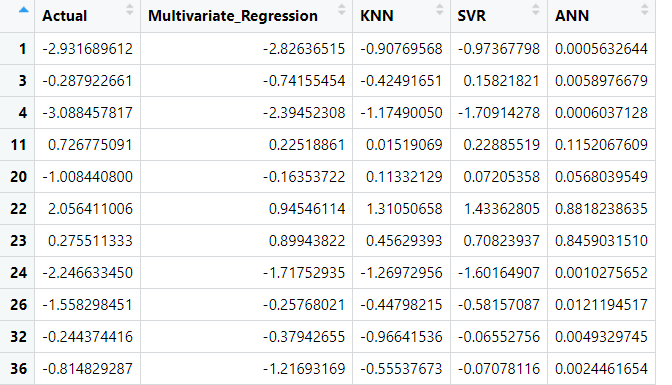 Actual Multivariate_Regression KNN SVR ANN
1 -2.931689612 -2.82636515 -0.90769568 -0.97367798 0.0005632644
3 -0.287922661 -0.74155454 -0.42491651 0.15821821 0.0058976679
4 -3.088457817 -2.39452308 -1.17490050 -1.70914278 0.0006037128
11 0.726775091 0.22518861 0.01519069 0.22885519 0.1152067609
20 -1.008440800 -0.16353722 0.11332129 0.07205358 0.0568039549
22 2.056411006 0.94546114 1.31050658 1.43362805 0.8818238635
23 0.275511333 0.89943822 0.45629393 0.70823937 0.8459031510
24 -2.246633450 -1.71752935 -1.26972956 -1.60164907 0.0010275652
26 -1.558298451 -0.25768021 -0.44798215 -0.58157087 0.0121194517
32 -0.244374416 -0.37942655 -0.96641536 -0.06552756 0.0049329745
36 -0.814829287 -1.21693169 -0.55537673 -0.07078116 0.0024461654